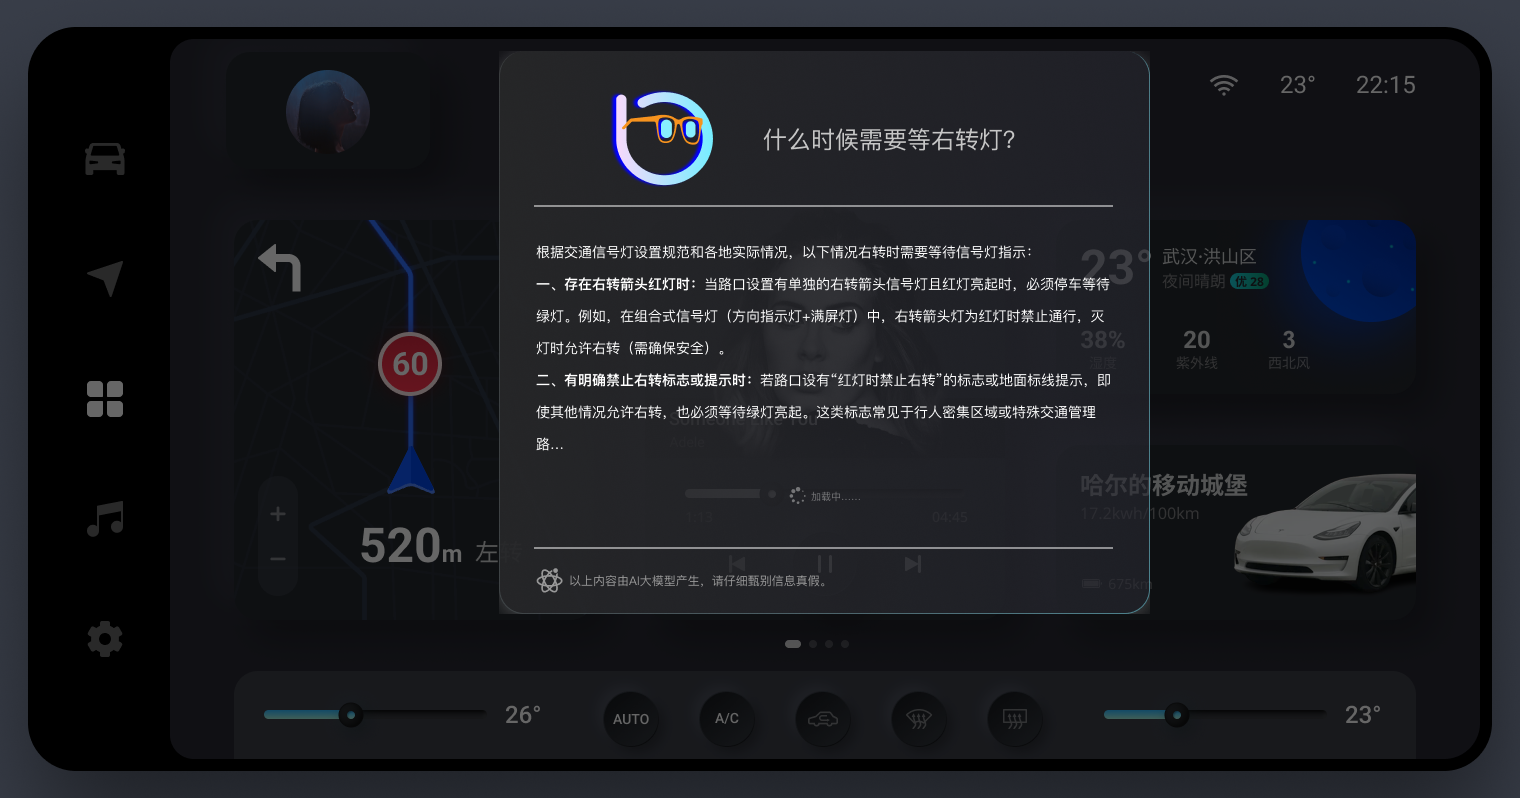 什么时候需要等右转灯?
23° 22:15
根据交通信号灯设置规范和各地实际情况，以下情况右转时需要等待信号灯指示：
一、存在右转箭头红灯时：当路口设置有单独的右转箭头信号灯且红灯亮起时，必须停车等待
绿灯。例如，在组合式信号灯（方向指示灯+满屏灯）中，右转箭头灯为红灯时禁止通行，灭
灯时允许右转（需确保安全）。
二、有明确禁止右转标志或提示时：若路口设有“红灯时禁止右转”的标志或地面标线提示，即
使其他情况允许右转，也必须等待绿灯亮起。这类标志常见于行人密集区域或特殊交通管理
路...
加载中......
以上内容由AI大模型产生，请仔细甄别信息真假。
60
520m 左转
Someone Like You
Adele
1:13 04:45
23° 武汉·洪山区
夜间晴朗 优 28
38% 20 3
湿度 紫外线 西北风
哈尔的移动城堡
17.2kwh/100km
675km
26° AUTO A/C 23°